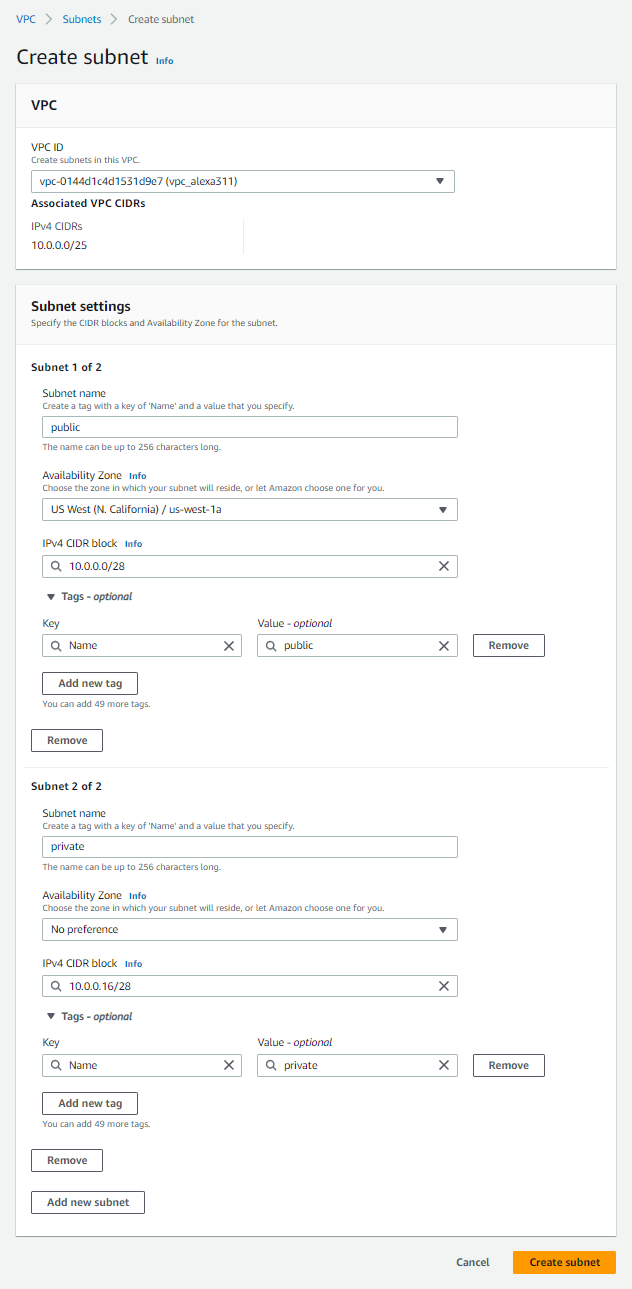 VPC > Subnets > Create subnet
Create subnet Info
VPC
VPC ID
Create subnets in this VPC.
vpc-0144d1c4d1531d9e7 (vpc_alexa311)
Associated VPC CIDRs
IPv4 CIDRs
10.0.0.0/25
Subnet settings
Specify the CIDR blocks and Availability Zone for the subnet.
Subnet 1 of 2
Subnet name
Create a tag with a key of 'Name' and a value that you specify.
public
The name can be up to 256 characters long.
Availability Zone Info
Choose the zone in which your subnet will reside, or let Amazon choose one for you.
US West (N. California) / us-west-1a
IPv4 CIDR block Info
10.0.0.0/28
Tags - optional
Key Value - optional
Name public Remove
Add new tag
You can add 49 more tags.
Remove
Subnet 2 of 2
Subnet name
Create a tag with a key of 'Name' and a value that you specify.
private
The name can be up to 256 characters long.
Availability Zone Info
Choose the zone in which your subnet will reside, or let Amazon choose one for you.
No preference
IPv4 CIDR block Info
10.0.0.16/28
Tags - optional
Key Value - optional
Name private Remove
Add new tag
You can add 49 more tags.
Remove
Add new subnet
Cancel Create subnet